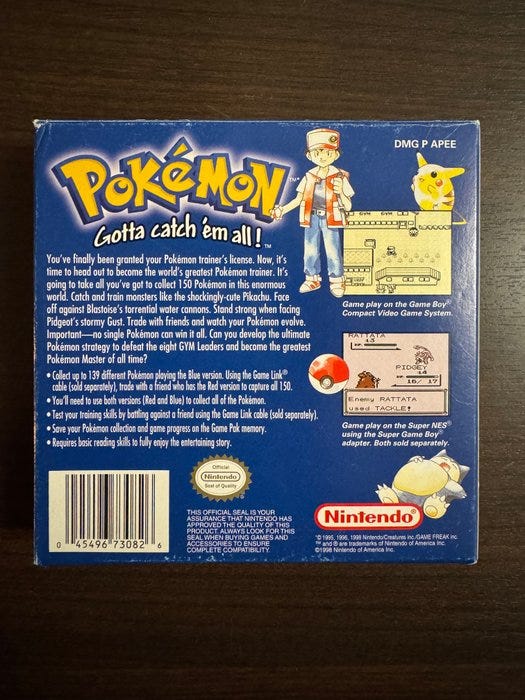 DMG P APEE
POKéMON
™
Gotta catch 'em all!
™
You've finally been granted your Pokémon trainer's license. Now, it's
time to head out to become the world's greatest Pokémon trainer. It's
going to take all you've got to collect 150 Pokémon in this enormous
world. Catch and train monsters like the shockingly-cute Pikachu. Face
off against Blastoise's torrential water cannons. Stand strong when facing
Pidgeot's stormy Gust. Trade with friends and watch your Pokémon evolve.
Important—no single Pokémon can win it all. Can you develop the ultimate
Pokémon strategy to defeat the eight GYM Leaders and become the greatest
Pokémon Master of all time?
• Collect up to 139 different Pokémon playing the Blue version. Using the Game Link®
cable (sold separately), trade with a friend who has the Red version to capture all 150.
• You'll need to use both versions (Red and Blue) to collect all of the Pokémon.
• Test your training skills by battling against a friend using the Game Link cable (sold separately).
• Save your Pokémon collection and game progress on the Game Pak memory.
• Requires basic reading skills to fully enjoy the entertaining story.
GYM GYM
Game play on the Game Boy®
Compact Video Game System.
RATTATA
:L3
HP:
PIDGEY
:L4
HP:
16/ 17
Enemy RATTATA
used TACKLE!
Game play on the Super NES®
using the Super Game Boy®
adapter. Both sold separately.
0 45496 73082 6
Official
Nintendo
Seal of Quality
THIS OFFICIAL SEAL IS YOUR
ASSURANCE THAT NINTENDO HAS
APPROVED THE QUALITY OF THIS
PRODUCT. ALWAYS LOOK FOR THIS
SEAL WHEN BUYING GAMES AND
ACCESSORIES TO ENSURE
COMPLETE COMPATIBILITY.
Nintendo®
©1995, 1996, 1998 Nintendo/Creatures inc./GAME FREAK inc.
™ and ® are trademarks of Nintendo of America Inc.
©1998 Nintendo of America Inc.